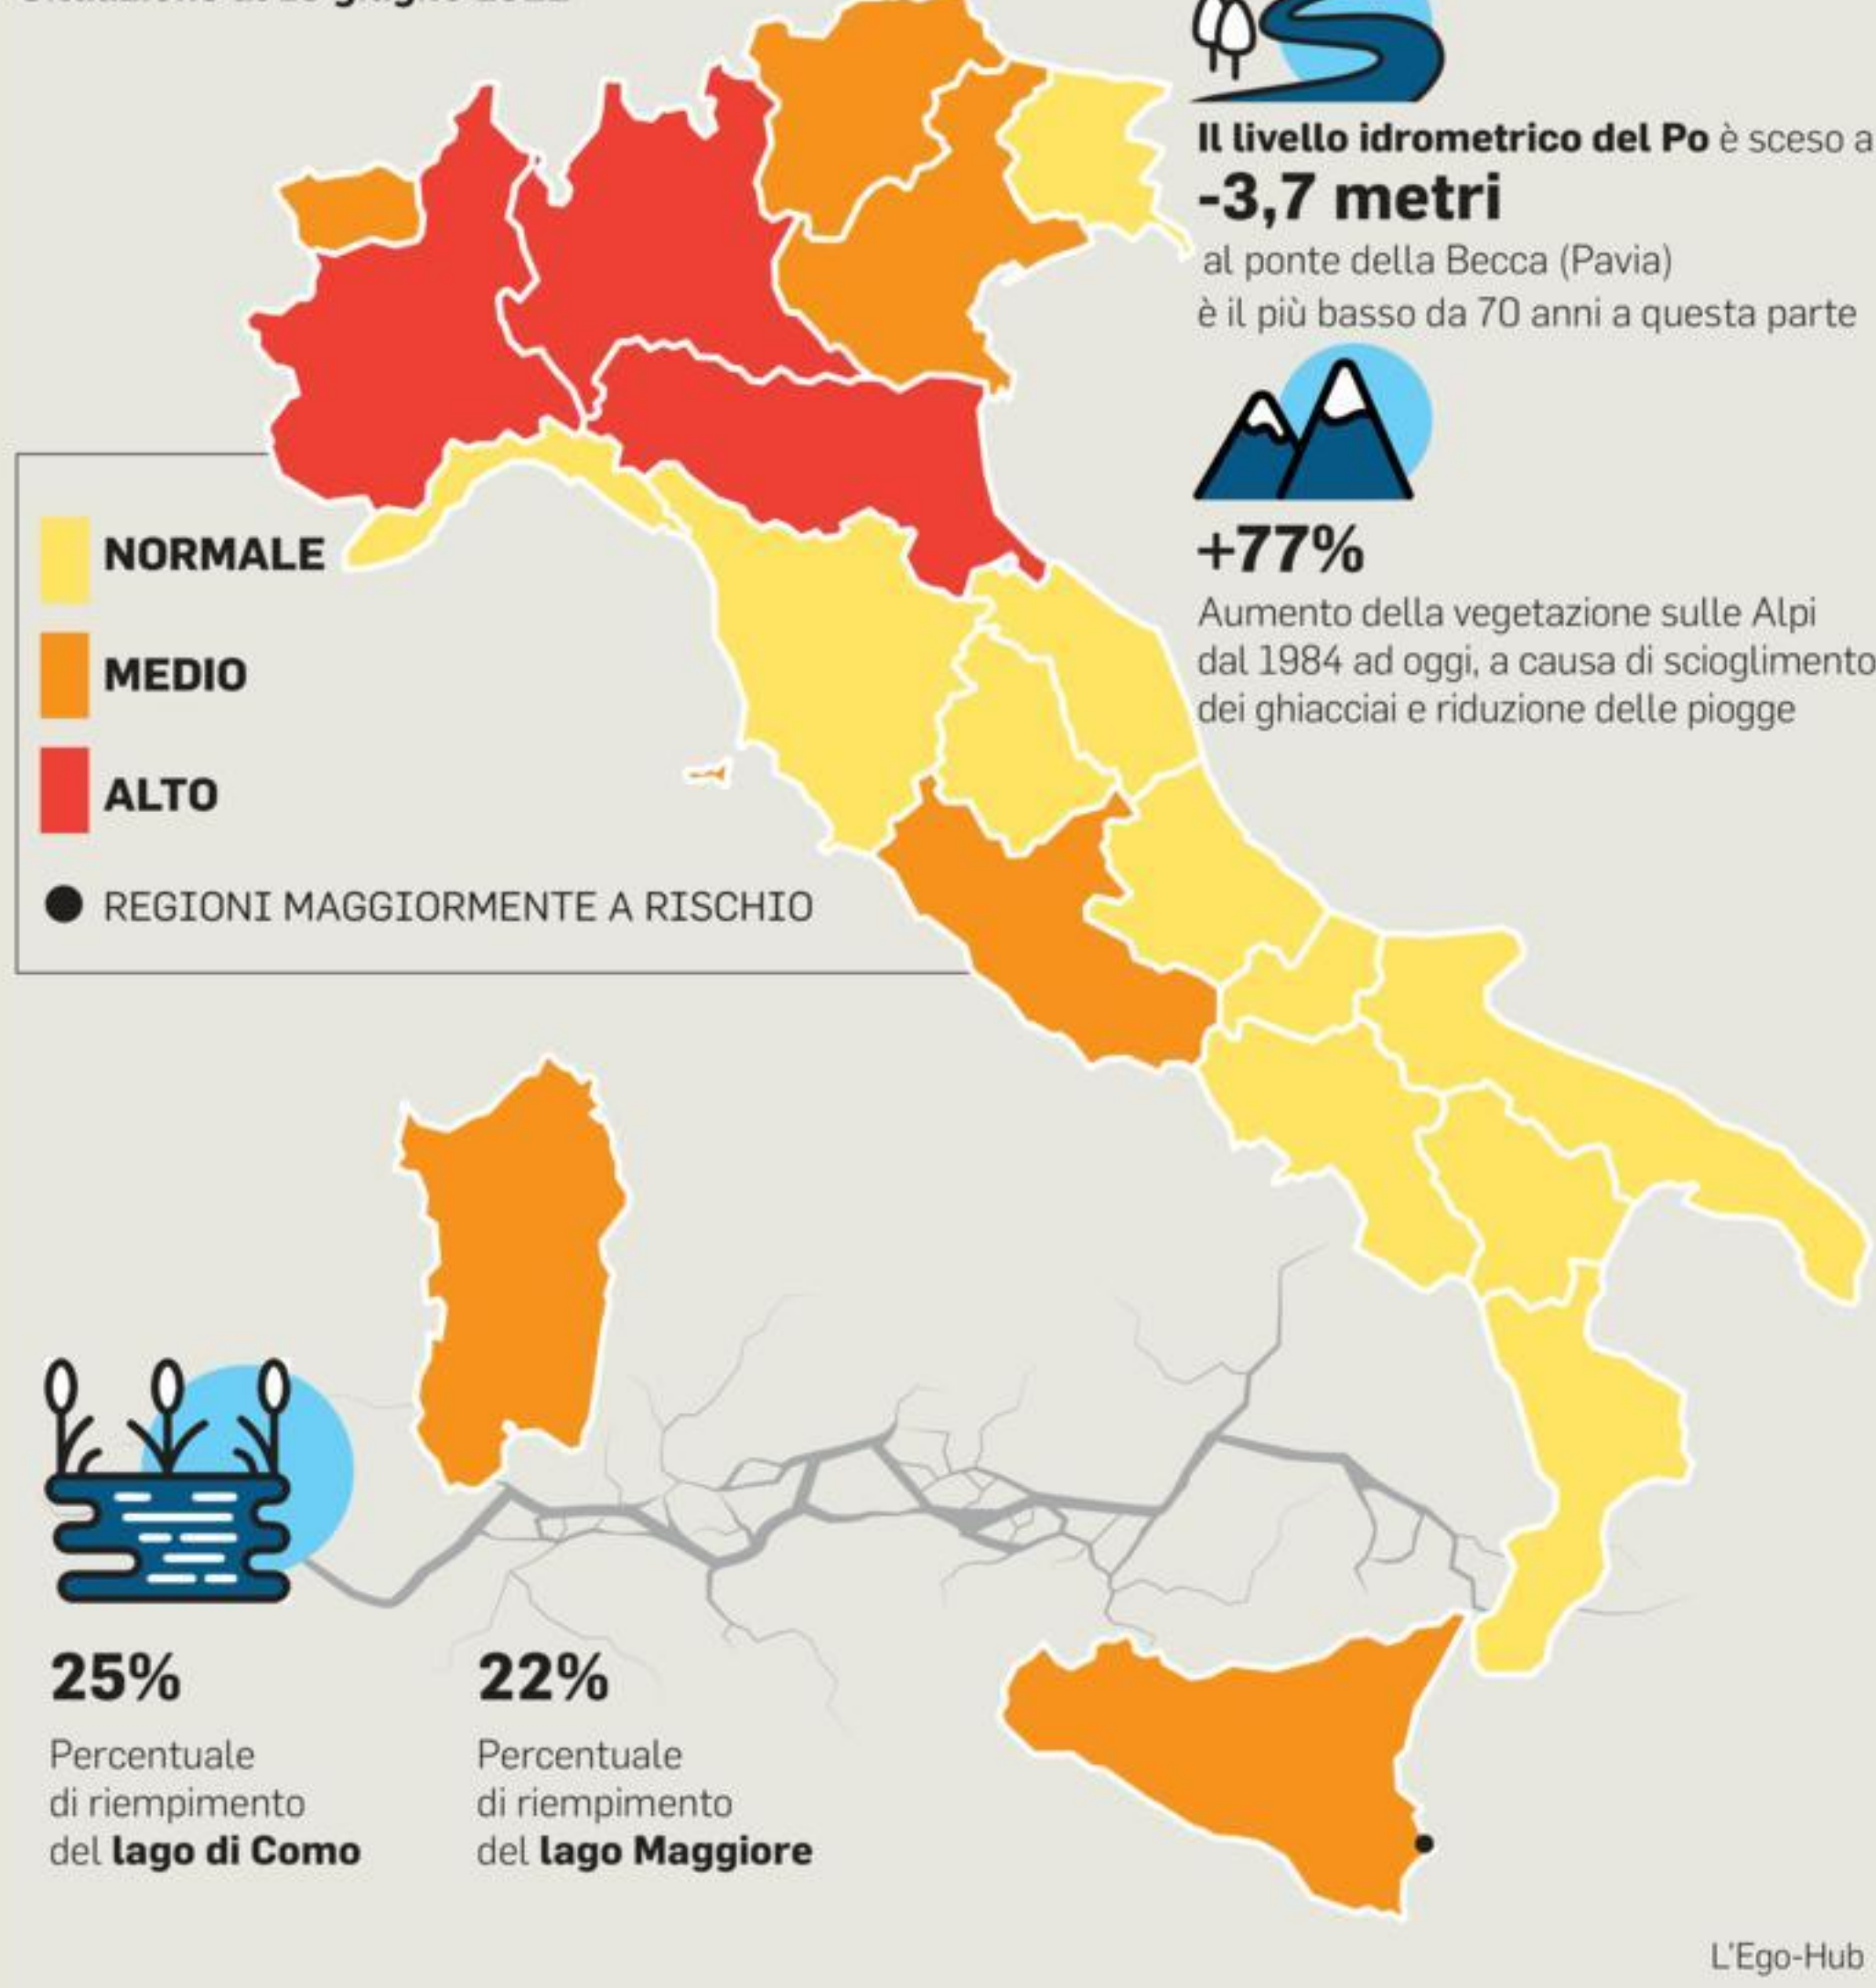 Il livello idrometrico del Po è sceso a
-3,7 metri
al ponte della Becca (Pavia)
è il più basso da 70 anni a questa parte
+77%
Aumento della vegetazione sulle Alpi
dal 1984 ad oggi, a causa di scioglimento
dei ghiacciai e riduzione delle piogge
NORMALE
MEDIO
ALTO
REGIONI MAGGIORMENTE A RISCHIO
25%
Percentuale
di riempimento
del lago di Como
22%
Percentuale
di riempimento
del lago Maggiore
L'Ego-Hub